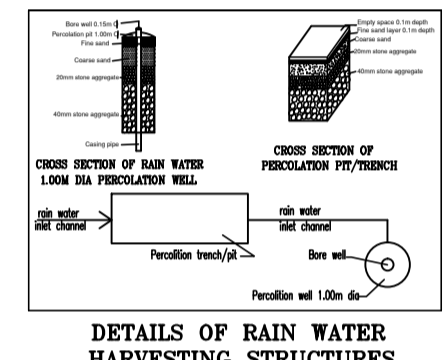 Bore well 0.15m
Percolation pit 1.00m
Fine sand
Coarse sand
20mm stone aggregate
40mm stone aggregate
Casing pipe
CROSS SECTION OF RAIN WATER
1.00M DIA PERCOLATION WELL
Empty space 0.1m depth
Fine sand layer 0.1m depth
Coarse sand
20mm stone aggregate
40mm stone aggregate
CROSS SECTION OF
PERCOLATION PIT/TRENCH
rain water
inlet channel
Percolition trench/pit
rain water
inlet channel
Bore well
Percolition well 1.00m dia
DETAILS OF RAIN WATER
HARVESTING STRUCTURES